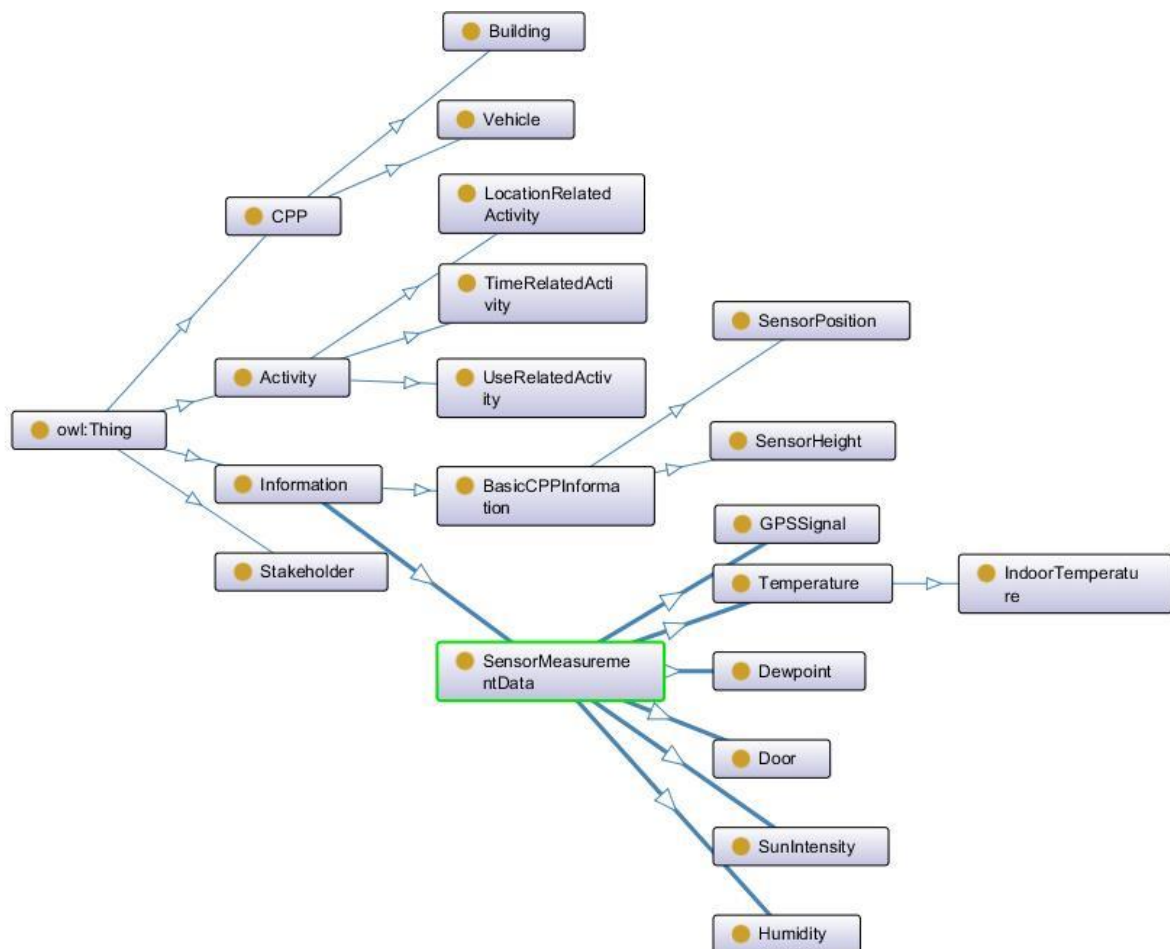 Building
Vehicle
LocationRelated
Activity
CPP
TimeRelatedActi
vity
SensorPosition
Activity
UseRelatedActiv
ity
owl:Thing
SensorHeight
Information
BasicCPPInforma
tion
GPSSignal
Stakeholder
Temperature
IndoorTemperatu
re
SensorMeasureme
ntData
Dewpoint
Door
SunIntensity
Humidity